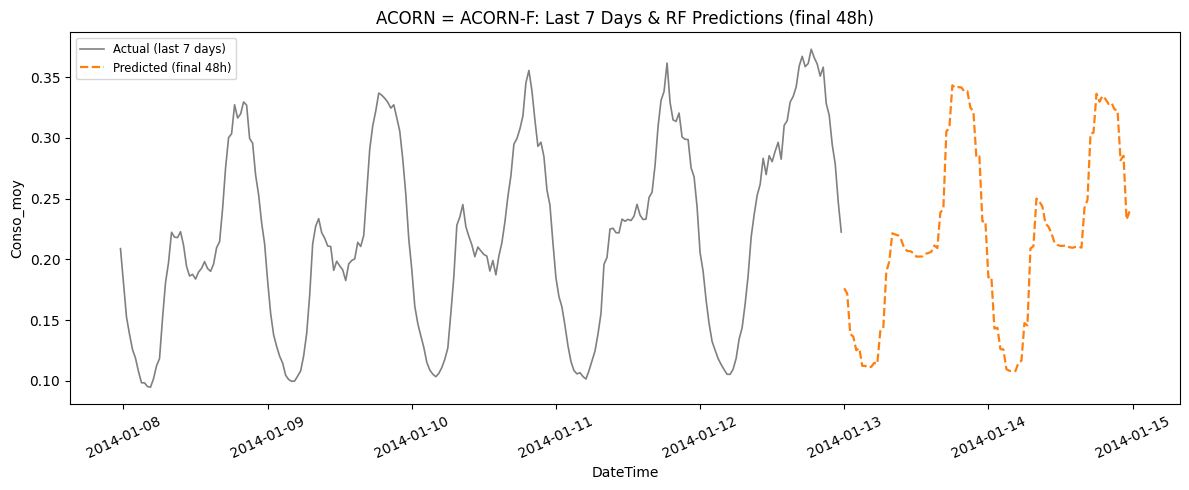 ACORN = ACORN-F: Last 7 Days & RF Predictions (final 48h)
Actual (last 7 days)
Predicted (final 48h)
Conso_moy
0.35
0.30
0.25
0.20
0.15
0.10
2014-01-08
2014-01-09
2014-01-10
2014-01-11
2014-01-12
2014-01-13
2014-01-14
2014-01-15
DateTime